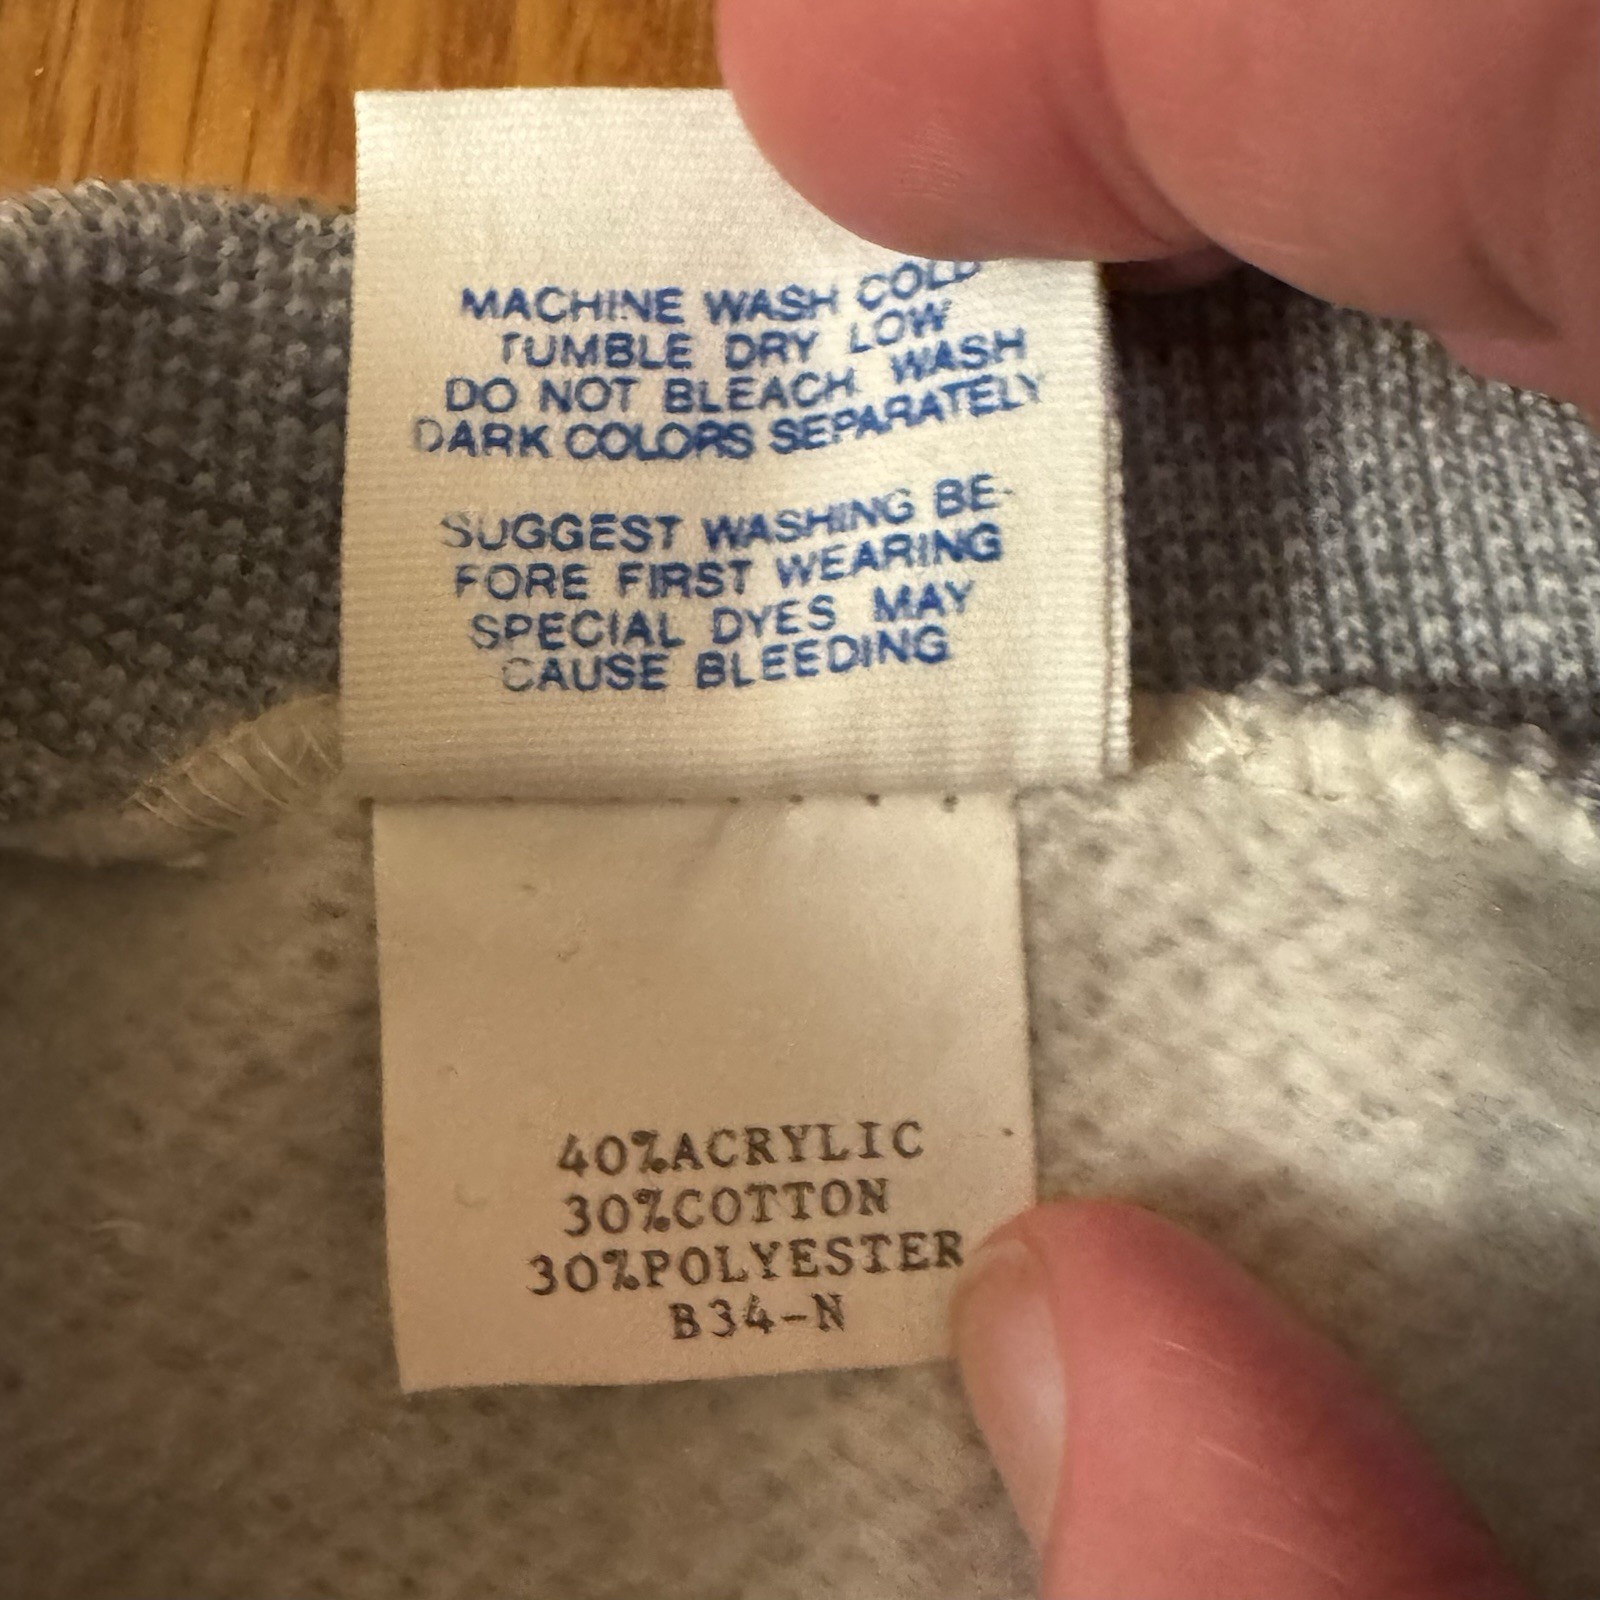 MACHINE WASH COLD
TUMBLE DRY LOW
DO NOT BLEACH. WASH
DARK COLORS SEPARATELY
SUGGEST WASHING BE-
FORE FIRST WEARING
SPECIAL DYES MAY
CAUSE BLEEDING
40%ACRYLIC
30%COTTON
30%POLYESTER
B34-N